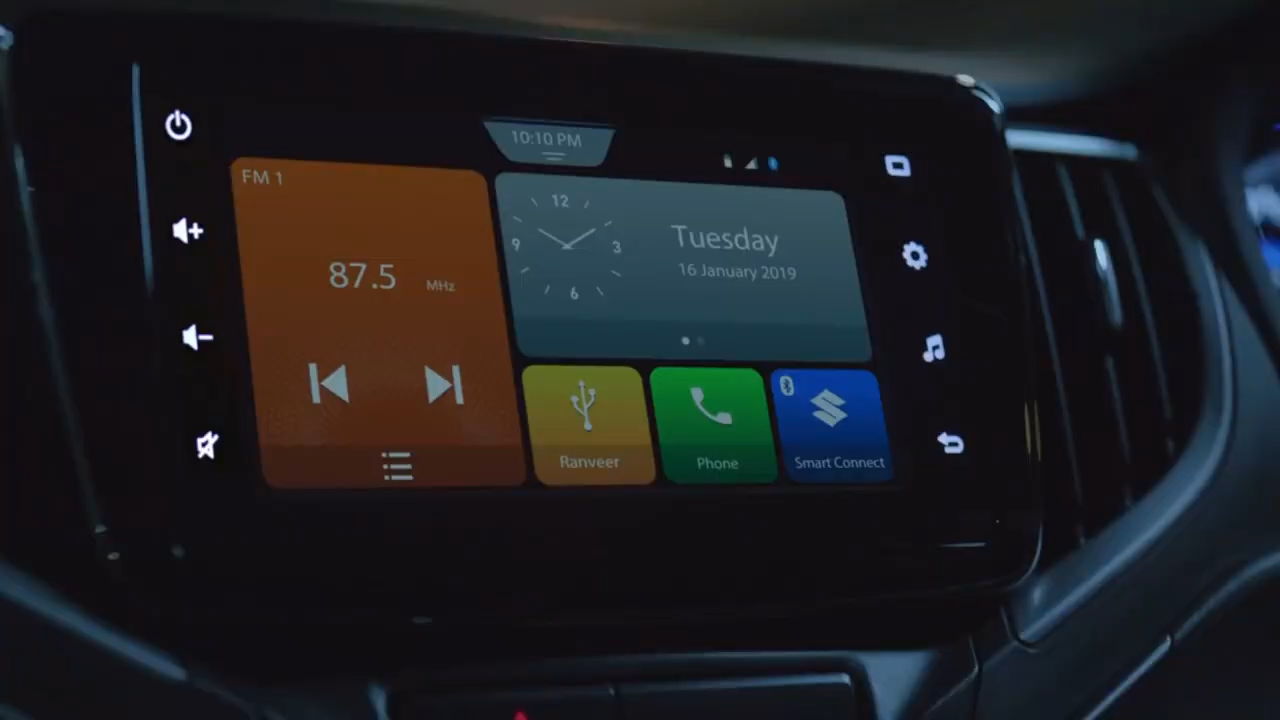 10:10 PM
FM 1
87.5 MHz
12
9
3
6
Tuesday
16 January 2019
Ranveer
Phone
Smart Connect